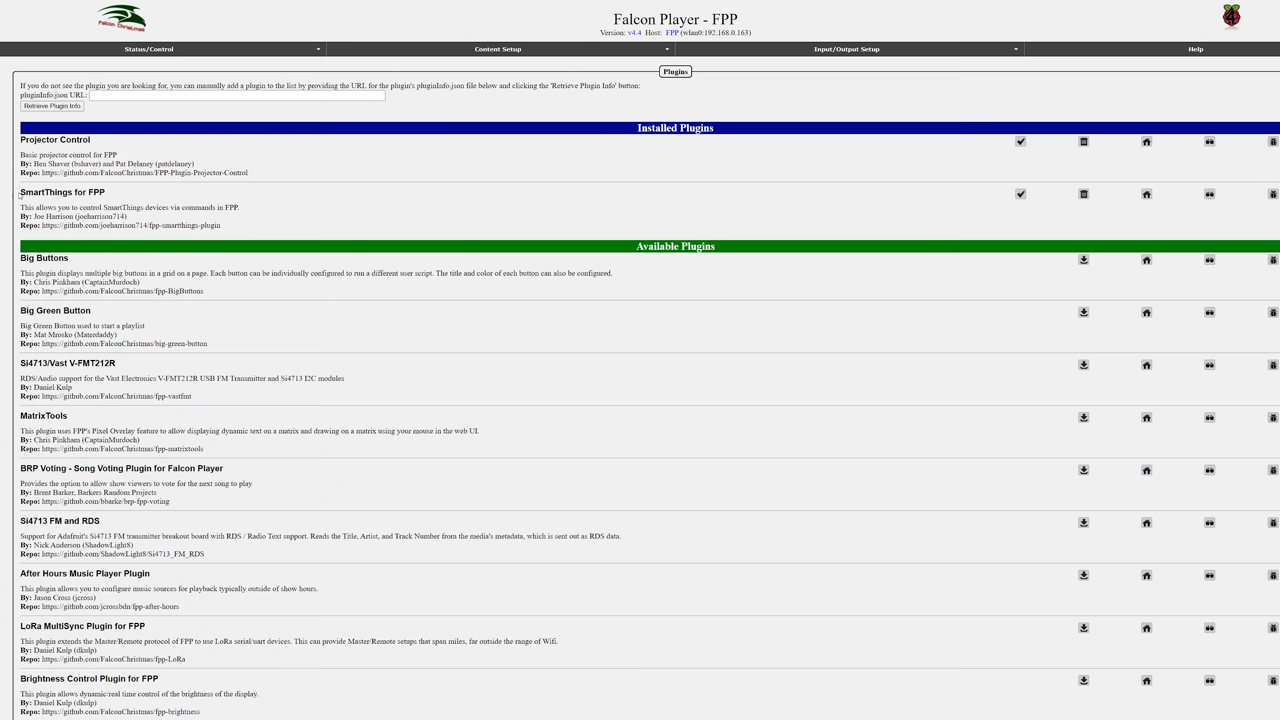 Falcon Christmas
Falcon Player - FPP
4
Version: v4.4 Host: FPP (wlan0:192.168.0.163)
Status/Control Content Setup Input/Output Setup Help
Plugins
If you do not see the plugin you are looking for, you can manually add a plugin to the list by providing the URL for the plugin's pluginInfo.json file below and clicking the 'Retrieve Plugin Info' button:
pluginInfo.json URL:
Retrieve Plugin Info
Installed Plugins
Projector Control
Basic projector control for FPP
By: Ben Shaver (bshaver) and Pat Delaney (patdelaney)
Repo: https://github.com/FalconChristmas/FPP-Plugin-Projector-Control
SmartThings for FPP
This allows you to control SmartThings devices via commands in FPP.
By: Joe Harrison (joeharrison714)
Repo: https://github.com/joeharrison714/fpp-smartthings-plugin
Available Plugins
Big Buttons
This plugin displays multiple big buttons in a grid on a page. Each button can be individually configured to run a different user script. The title and color of each button can also be configured.
By: Chris Pinkham (CaptainMurdoch)
Repo: https://github.com/FalconChristmas/fpp-BigButtons
Big Green Button
Big Green Button used to start a playlist
By: Mat Mrosko (Materdaddy)
Repo: https://github.com/FalconChristmas/big-green-button
Si4713/Vast V-FMT212R
RDS/Audio support for the Vast Electronics V-FMT212R USB FM Transmitter and Si4713 I2C modules
By: Daniel Kulp
Repo: https://github.com/FalconChristmas/fpp-vastfmt
MatrixTools
This plugin uses FPP's Pixel Overlay feature to allow displaying dynamic text on a matrix and drawing on a matrix using your mouse in the web UI.
By: Chris Pinkham (CaptainMurdoch)
Repo: https://github.com/FalconChristmas/fpp-matrixtools
BRP Voting - Song Voting Plugin for Falcon Player
Provides the option to allow show viewers to vote for the next song to play
By: Brent Barker, Barkers Random Projects
Repo: https://github.com/bbarke/brp-fpp-voting
Si4713 FM and RDS
Support for Adafruit's Si4713 FM transmitter breakout board with RDS / Radio Text support. Reads the Title, Artist, and Track Number from the media's metadata, which is sent out as RDS data.
By: Nick Anderson (ShadowLight8)
Repo: https://github.com/ShadowLight8/Si4713_FM_RDS
After Hours Music Player Plugin
This plugin allows you to configure music sources for playback typically outside of show hours.
By: Jason Cross (jcross)
Repo: https://github.com/jcrossbdn/fpp-after-hours
LoRa MultiSync Plugin for FPP
This plugin extends the Master/Remote protocol of FPP to use LoRa serial/uart devices. This can provide Master/Remote setups that span miles, far outside the range of Wifi.
By: Daniel Kulp (dkulp)
Repo: https://github.com/FalconChristmas/fpp-LoRa
Brightness Control Plugin for FPP
This plugin allows dynamic/real time control of the brightness of the display.
By: Daniel Kulp (dkulp)
Repo: https://github.com/FalconChristmas/fpp-brightness